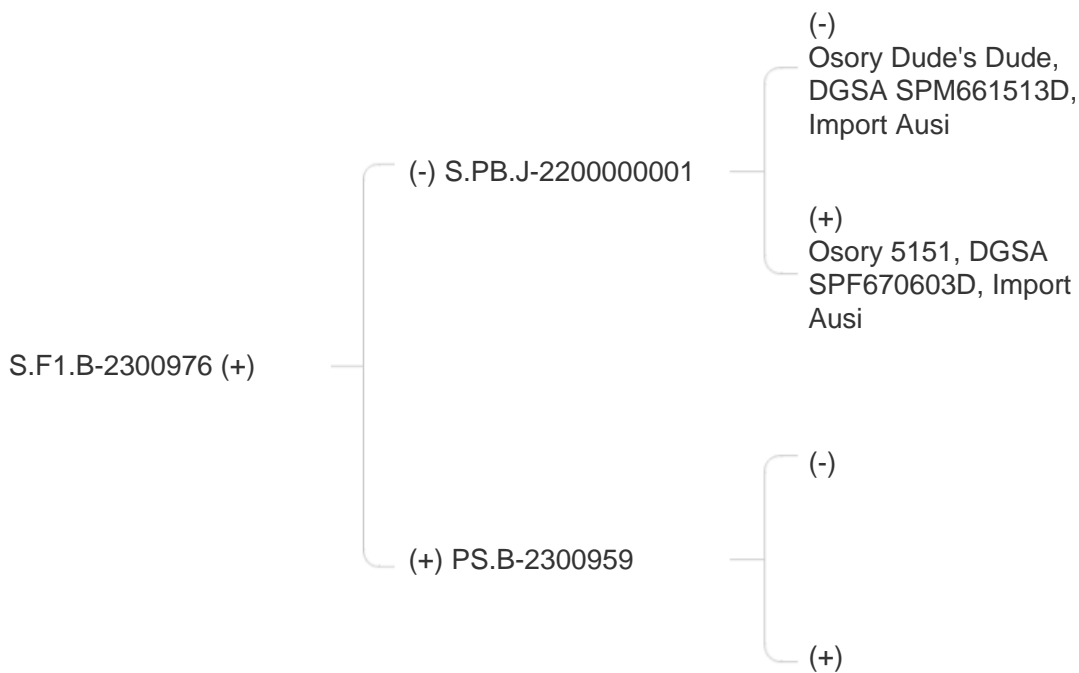 (-)
Osory Dude's Dude,
DGSA SPM661513D,
Import Ausi
(-) S.PB.J-2200000001
(+)
Osory 5151, DGSA
SPF670603D, Import
Ausi
S.F1.B-2300976 (+)
(-)
(+) PS.B-2300959
(+)